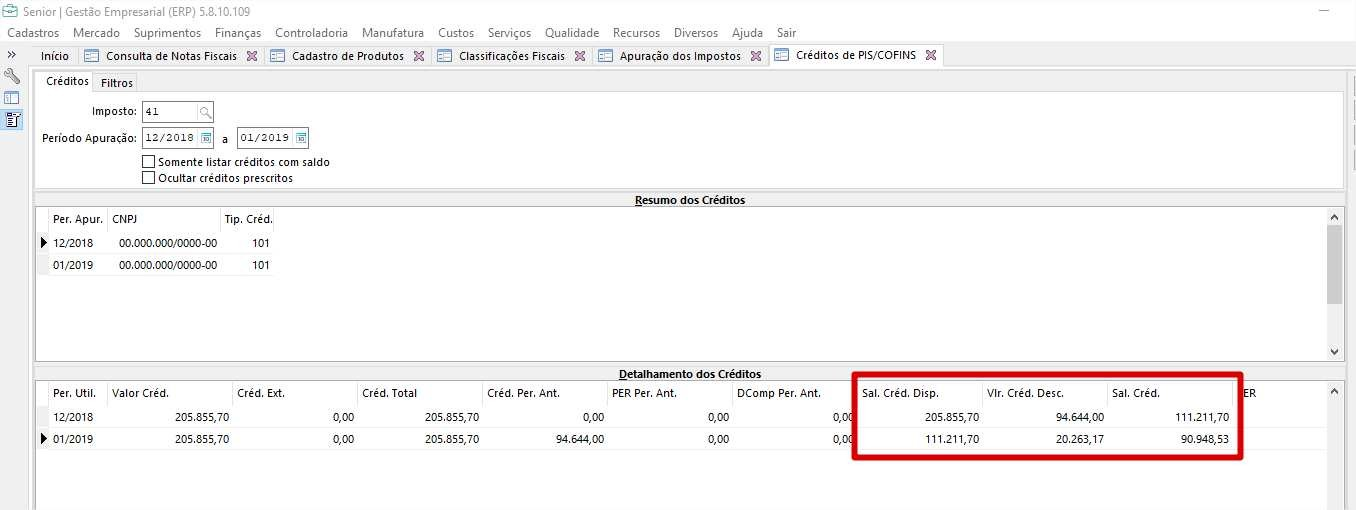 Senior | Gestão Empresarial (ERP) 5.8.10.109
Cadastros Mercado Suprimentos Finanças Controladoria Manufatura Custos Serviços Qualidade Recursos Diversos Ajuda Sair
Início Consulta de Notas Fiscais Cadastro de Produtos Classificações Fiscais Apuração dos Impostos Créditos de PIS/COFINS
Créditos Filtros
Imposto: 41
Período Apuração: 12/2018 a 01/2019
Somente listar créditos com saldo
Ocultar créditos prescritos
Resumo dos Créditos
Per. Apur. CNPJ Tip. Créd.
12/2018 00.000.000/0000-00 101
01/2019 00.000.000/0000-00 101
Detalhamento dos Créditos
Per. Util. Valor Créd. Créd. Ext. Créd. Total Créd. Per. Ant. PER Per. Ant. DComp Per. Ant. Sal. Créd. Disp. Vlr. Créd. Desc. Sal. Créd. ER
12/2018 205.855,70 0,00 205.855,70 0,00 0,00 0,00 205.855,70 94.644,00 111.211,70
01/2019 205.855,70 0,00 205.855,70 94.644,00 0,00 0,00 111.211,70 20.263,17 90.948,53